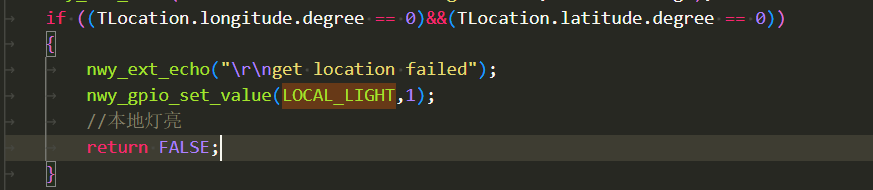 if ((TLocation.longitude.degree == 0)&&(TLocation.latitude.degree == 0))
{
nwy_ext_echo("\r\nget location failed");
nwy_gpio_set_value(LOCAL_LIGHT,1);
//本地灯亮
return FALSE;
}